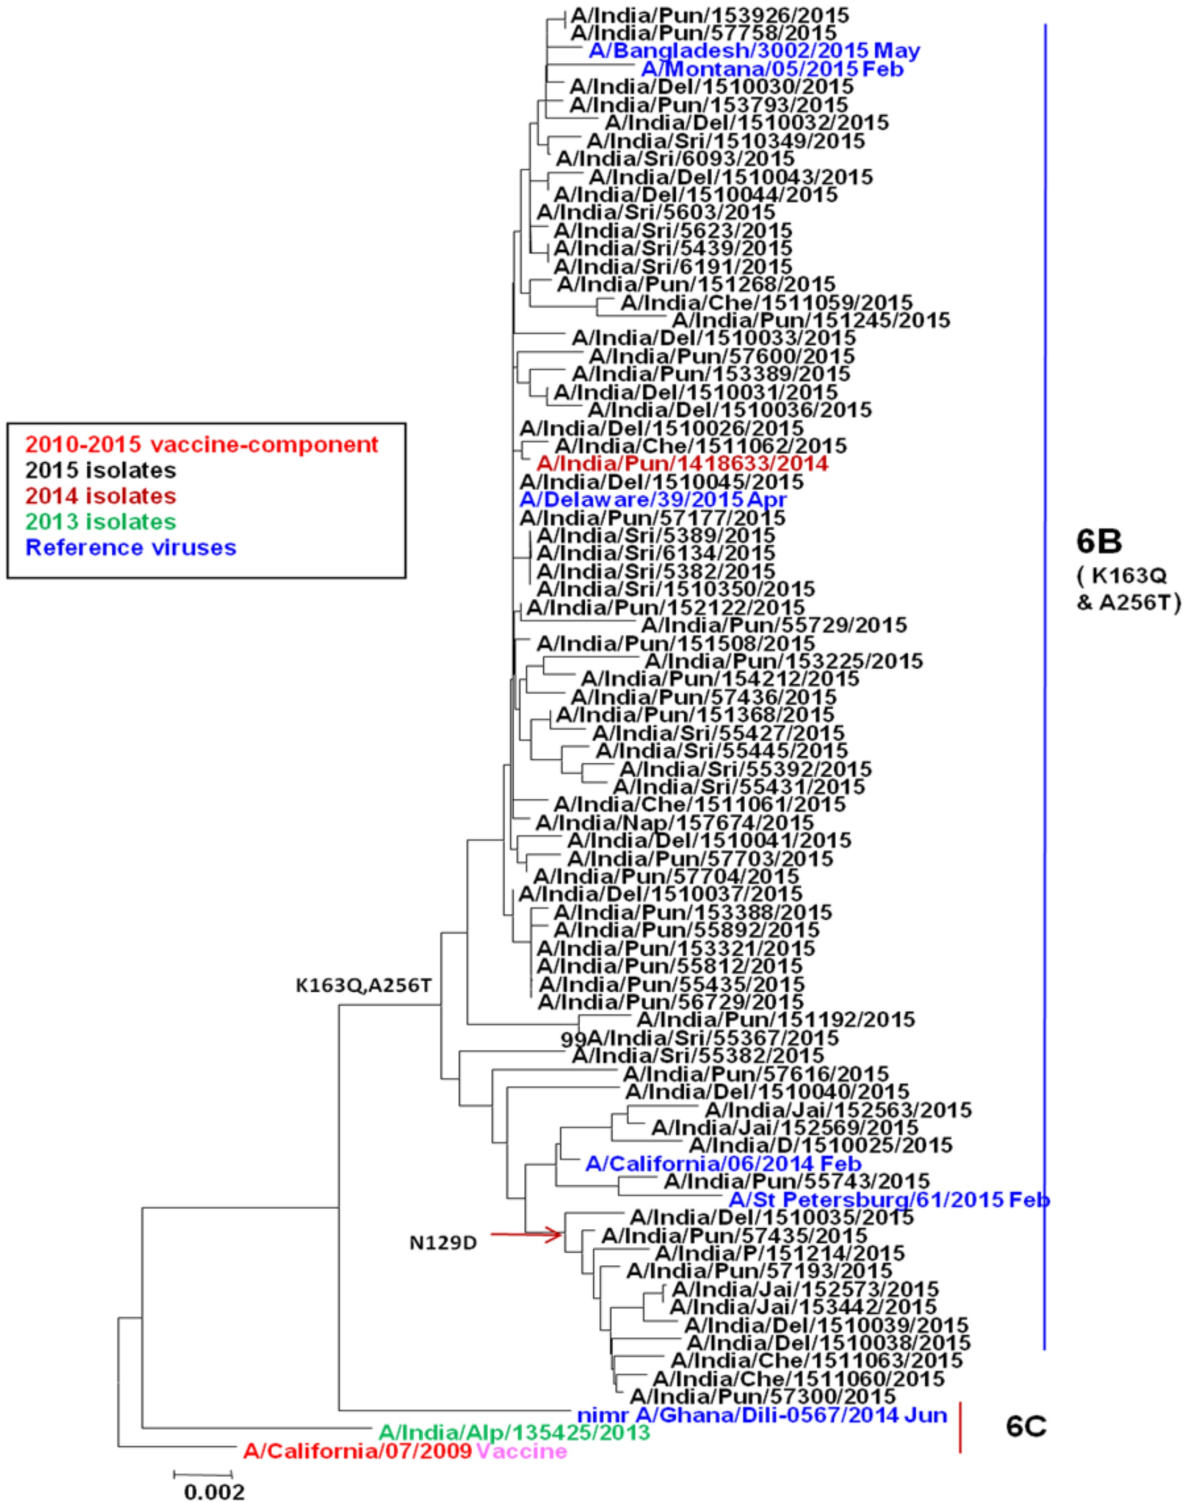 A/India/Pun/153926/2015
A/India/Pun/57758/2015
A/Bangladesh/3002/2015 May
A/Montana/05/2015 Feb
A/India/Del/1510030/2015
A/India/Pun/153793/2015
A/India/Del/1510032/2015
A/India/Sri/1510349/2015
A/India/Sri/6093/2015
A/India/Del/1510043/2015
A/India/Del/1510044/2015
A/India/Sri/5603/2015
A/India/Sri/5623/2015
A/India/Sri/5439/2015
A/India/Sri/6191/2015
A/India/Pun/151268/2015
A/India/Che/1511059/2015
A/India/Pun/151245/2015
A/India/Del/1510033/2015
A/India/Pun/57600/2015
A/India/Pun/153389/2015
A/India/Del/1510031/2015
A/India/Del/1510036/2015
A/India/Del/1510026/2015
A/India/Che/1511062/2015
A/India/Pun/1418633/2014
A/India/Del/1510045/2015
A/Delaware/39/2015 Apr
A/India/Pun/57177/2015
A/India/Sri/5389/2015
A/India/Sri/6134/2015
A/India/Sri/5382/2015
A/India/Sri/1510350/2015
A/India/Pun/152122/2015
A/India/Pun/55729/2015
A/India/Pun/151508/2015
A/India/Pun/153225/2015
A/India/Pun/154212/2015
A/India/Pun/57436/2015
A/India/Pun/151368/2015
A/India/Sri/55427/2015
A/India/Sri/55445/2015
A/India/Sri/55392/2015
A/India/Sri/55431/2015
A/India/Che/1511061/2015
A/India/Nap/157674/2015
A/India/Del/1510041/2015
A/India/Pun/57703/2015
A/India/Pun/57704/2015
A/India/Del/1510037/2015
A/India/Pun/153388/2015
A/India/Pun/55892/2015
A/India/Pun/153321/2015
A/India/Pun/55812/2015
A/India/Pun/55435/2015
A/India/Pun/56729/2015
A/India/Pun/151192/2015
99
A/India/Sri/55367/2015
A/India/Sri/55382/2015
A/India/Pun/57616/2015
A/India/Del/1510040/2015
A/India/Jai/152563/2015
A/India/Jai/152569/2015
A/India/D/1510025/2015
A/California/06/2014 Feb
A/India/Pun/55743/2015
A/St Petersburg/61/2015 Feb
A/India/Del/1510035/2015
A/India/Pun/57435/2015
A/India/P/151214/2015
A/India/Pun/57193/2015
A/India/Jai/152573/2015
A/India/Jai/153442/2015
A/India/Del/1510039/2015
A/India/Del/1510038/2015
A/India/Che/1511063/2015
A/India/Che/1511060/2015
A/India/Pun/57300/2015
nimr A/Ghana/Dili-0567/2014 Jun
A/India/Alp/135425/2013
A/California/07/2009 Vaccine
2010-2015 vaccine-component
2015 isolates
2014 isolates
2013 isolates
Reference viruses
K163Q,A256T
N129D
6B
( K163Q
& A256T)
6C
0.002